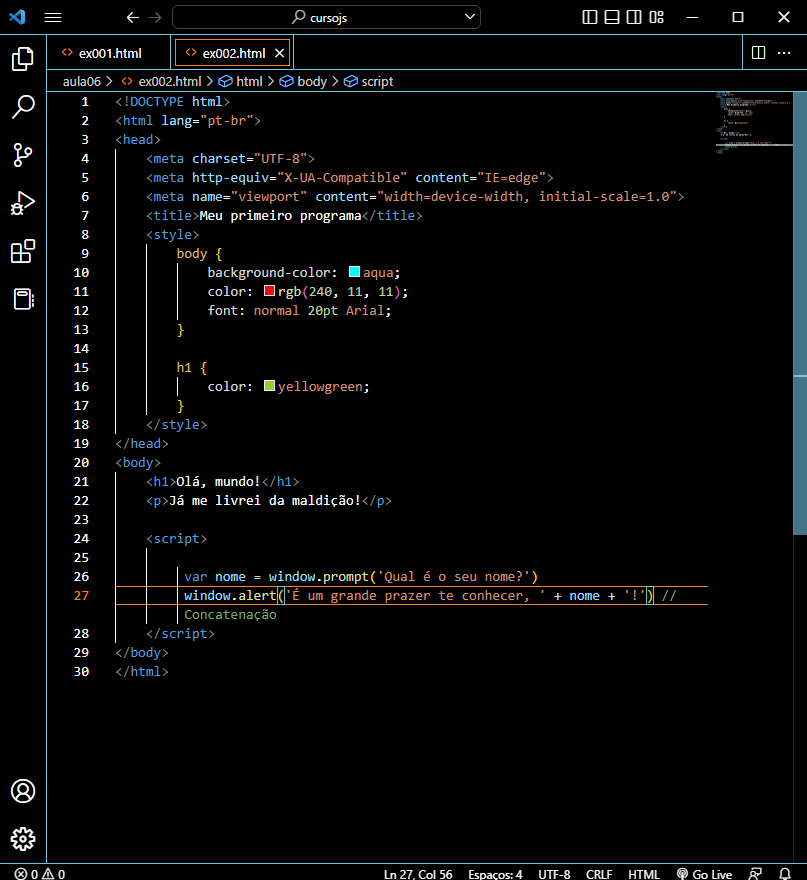 cursojs
ex001.html
ex002.html
aula06 > ex002.html > html > body > script
1 <!DOCTYPE html>
2 <html lang="pt-br">
3 <head>
4 <meta charset="UTF-8">
5 <meta http-equiv="X-UA-Compatible" content="IE=edge">
6 <meta name="viewport" content="width=device-width, initial-scale=1.0">
7 <title>Meu primeiro programa</title>
8 <style>
9 body {
10 background-color: aqua;
11 color: rgb(240, 11, 11);
12 font: normal 20pt Arial;
13 }
14
15 h1 {
16 color: yellowgreen;
17 }
18 </style>
19 </head>
20 <body>
21 <h1>Olá, mundo!</h1>
22 <p>Já me livrei da maldição!</p>
23
24 <script>
25
26 var nome = window.prompt('Qual é o seu nome?')
27 window.alert('É um grande prazer te conhecer, ' + nome + '!') //
Concatenação
28 </script>
29 </body>
30 </html>
0 0 Ln 27, Col 56 Espaços: 4 UTF-8 CRLF HTML Go Live